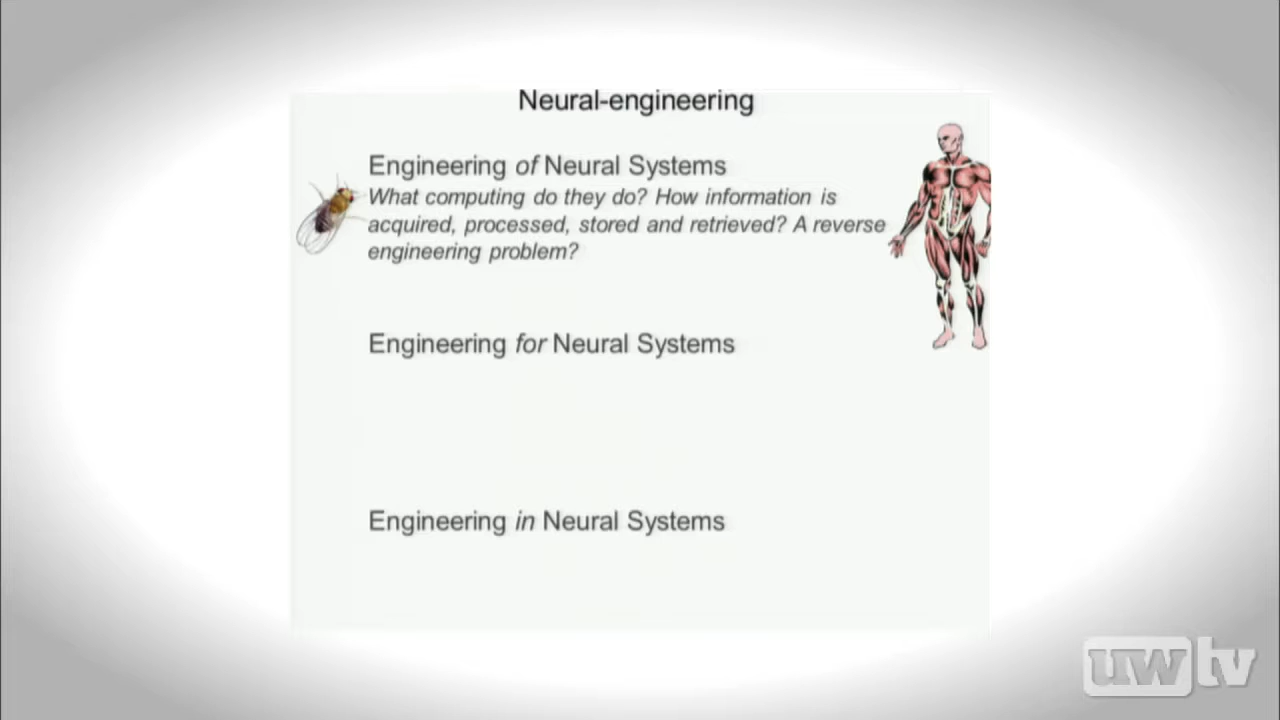 Neural-engineering
Engineering of Neural Systems
What computing do they do? How information is
acquired, processed, stored and retrieved? A reverse
engineering problem?
Engineering for Neural Systems
Engineering in Neural Systems
uwtv